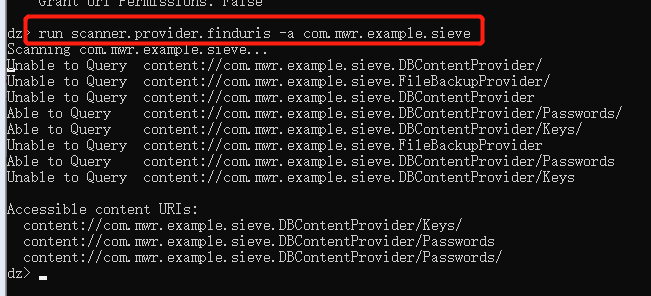 Grant Uri Permissions: False
dz> run scanner.provider.finduris -a com.mwr.example.sieve
Scanning com.mwr.example.sieve...
Unable to Query  content://com.mwr.example.sieve.DBContentProvider/
Unable to Query  content://com.mwr.example.sieve.FileBackupProvider/
Unable to Query  content://com.mwr.example.sieve.DBContentProvider
Able to Query    content://com.mwr.example.sieve.DBContentProvider/Passwords/
Able to Query    content://com.mwr.example.sieve.DBContentProvider/Keys/
Unable to Query  content://com.mwr.example.sieve.FileBackupProvider
Able to Query    content://com.mwr.example.sieve.DBContentProvider/Passwords
Unable to Query  content://com.mwr.example.sieve.DBContentProvider/Keys
Accessible content URIs:
content://com.mwr.example.sieve.DBContentProvider/Keys/
content://com.mwr.example.sieve.DBContentProvider/Passwords
content://com.mwr.example.sieve.DBContentProvider/Passwords/
dz>